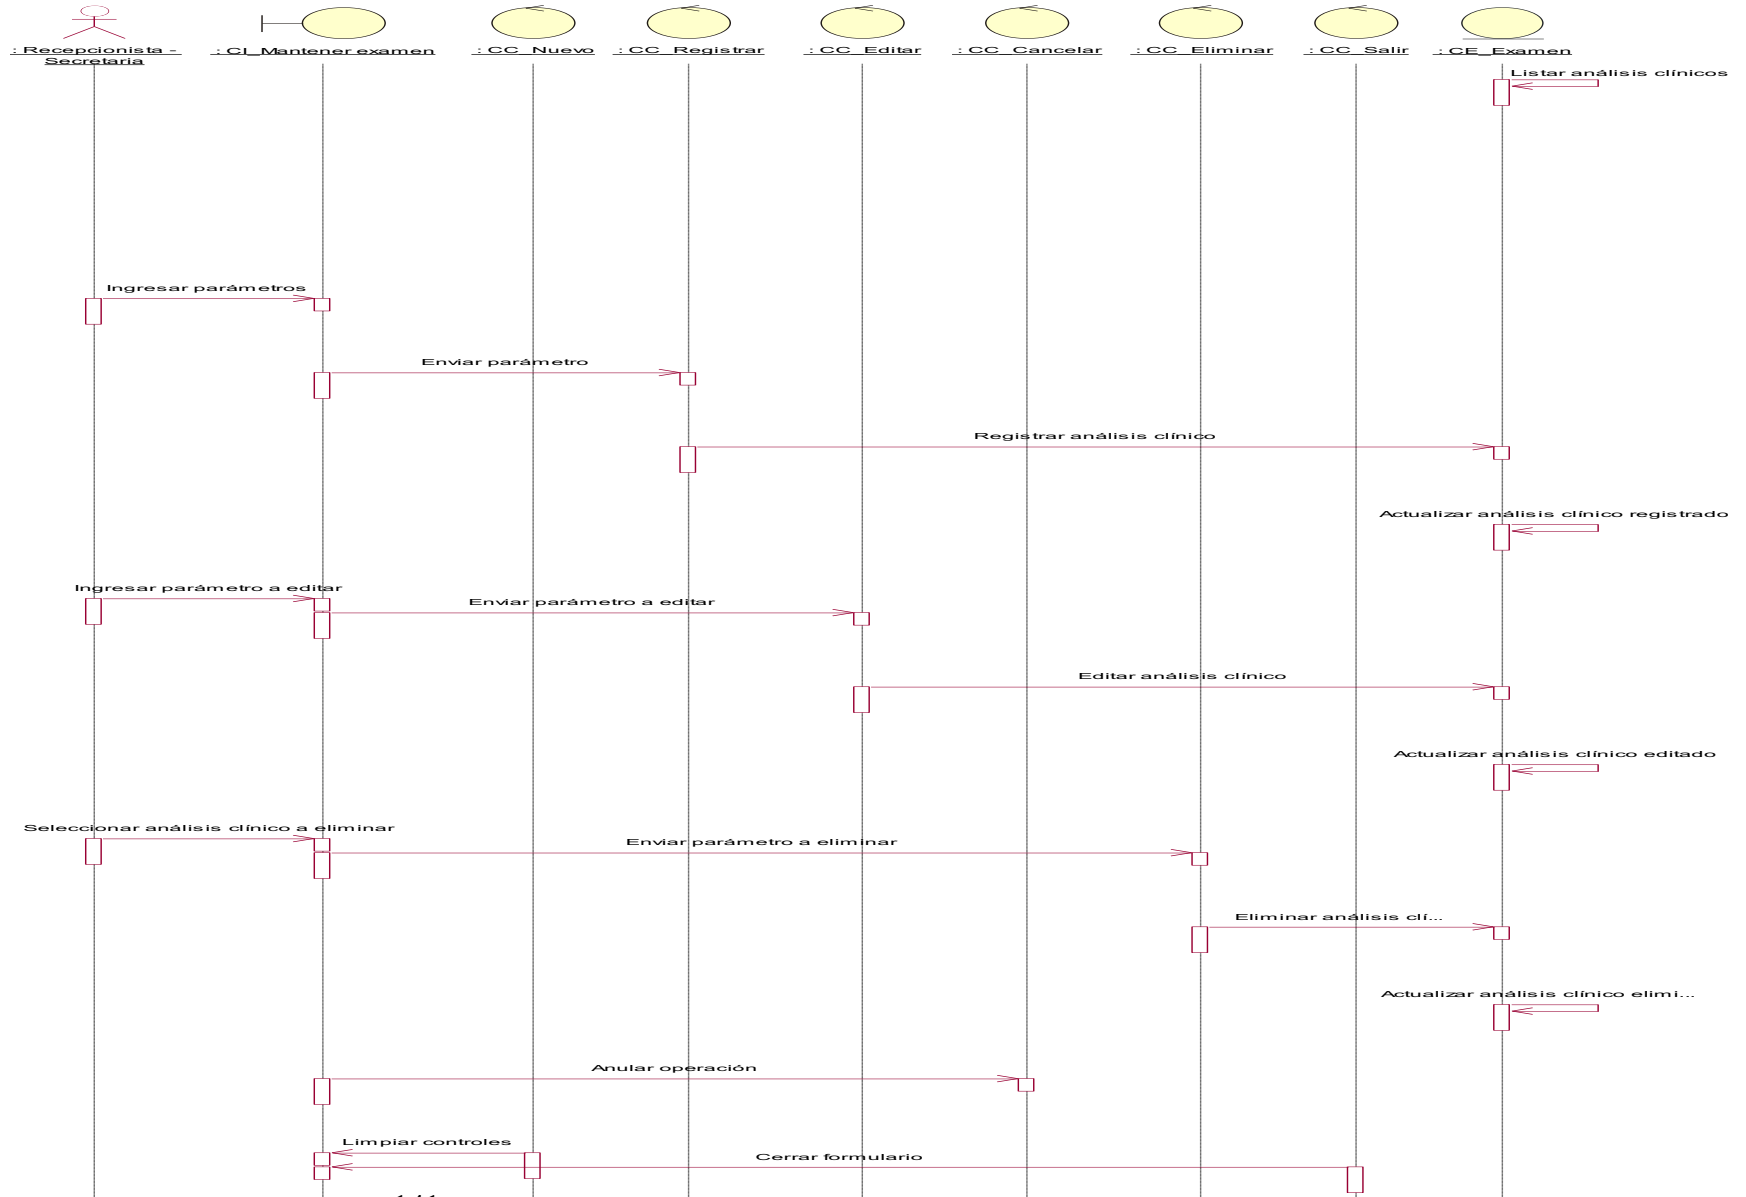 : Recepcionista -
Secretaria
: CI_Mantener examen
: CC_Nuevo
: CC_Registrar
: CC_Editar
: CC_Cancelar
: CC_Eliminar
: CC_Salir
: CE_Examen
Listar análisis clínicos
Ingresar parámetros
Enviar parámetro
Registrar análisis clínico
Actualizar análisis clínico registrado
Ingresar parámetro a editar
Enviar parámetro a editar
Editar análisis clínico
Actualizar análisis clínico editado
Seleccionar análisis clínico a eliminar
Enviar parámetro a eliminar
Eliminar análisis clí...
Actualizar análisis clínico elimi...
Anular operación
Limpiar controles
Cerrar formulario